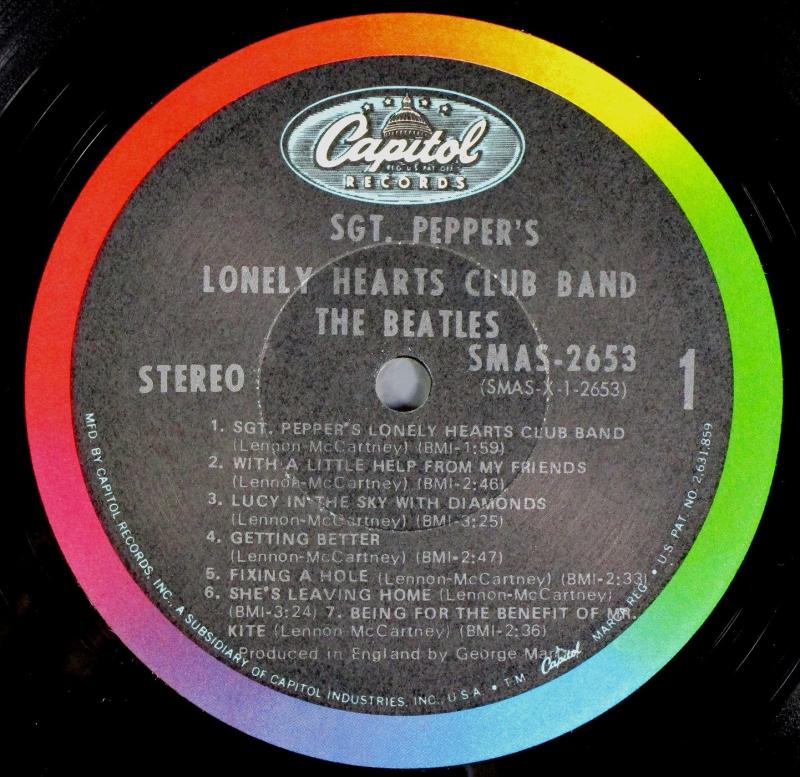 Capitol
REG. U.S. PAT. OFF.
RECORDS
SGT. PEPPER'S
LONELY HEARTS CLUB BAND
THE BEATLES
STEREO
SMAS-2653
(SMAS-X-1-2653)
1
1. SGT. PEPPER'S LONELY HEARTS CLUB BAND
(Lennon-McCartney) (BMI-1:59)
2. WITH A LITTLE HELP FROM MY FRIENDS
(Lennon-McCartney) (BMI-2:46)
3. LUCY IN THE SKY WITH DIAMONDS
(Lennon-McCartney) (BMI-3:25)
4. GETTING BETTER
(Lennon-McCartney) (BMI-2:47)
5. FIXING A HOLE (Lennon-McCartney) (BMI-2:33)
6. SHE'S LEAVING HOME (Lennon-McCartney)
(BMI-3:24) 7. BEING FOR THE BENEFIT OF MR.
KITE (Lennon-McCartney) (BMI-2:36)
Produced in England by George Martin
MFD. BY CAPITOL RECORDS, INC., A SUBSIDIARY OF CAPITOL INDUSTRIES, INC., U.S.A. • T.M. Capitol MARCA REG. • U.S. PAT. NO. 2,631,859